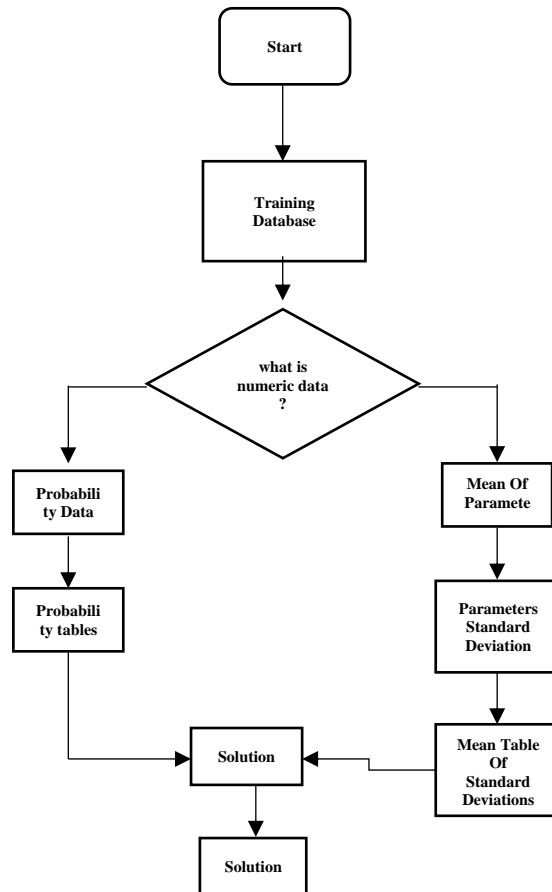 Start
Training
Database
what is
numeric data
?
Probabili
ty Data
Mean Of
Paramete
Probabili
ty tables
Parameters
Standard
Deviation
Solution
Mean Table
Of
Standard
Deviations
Solution